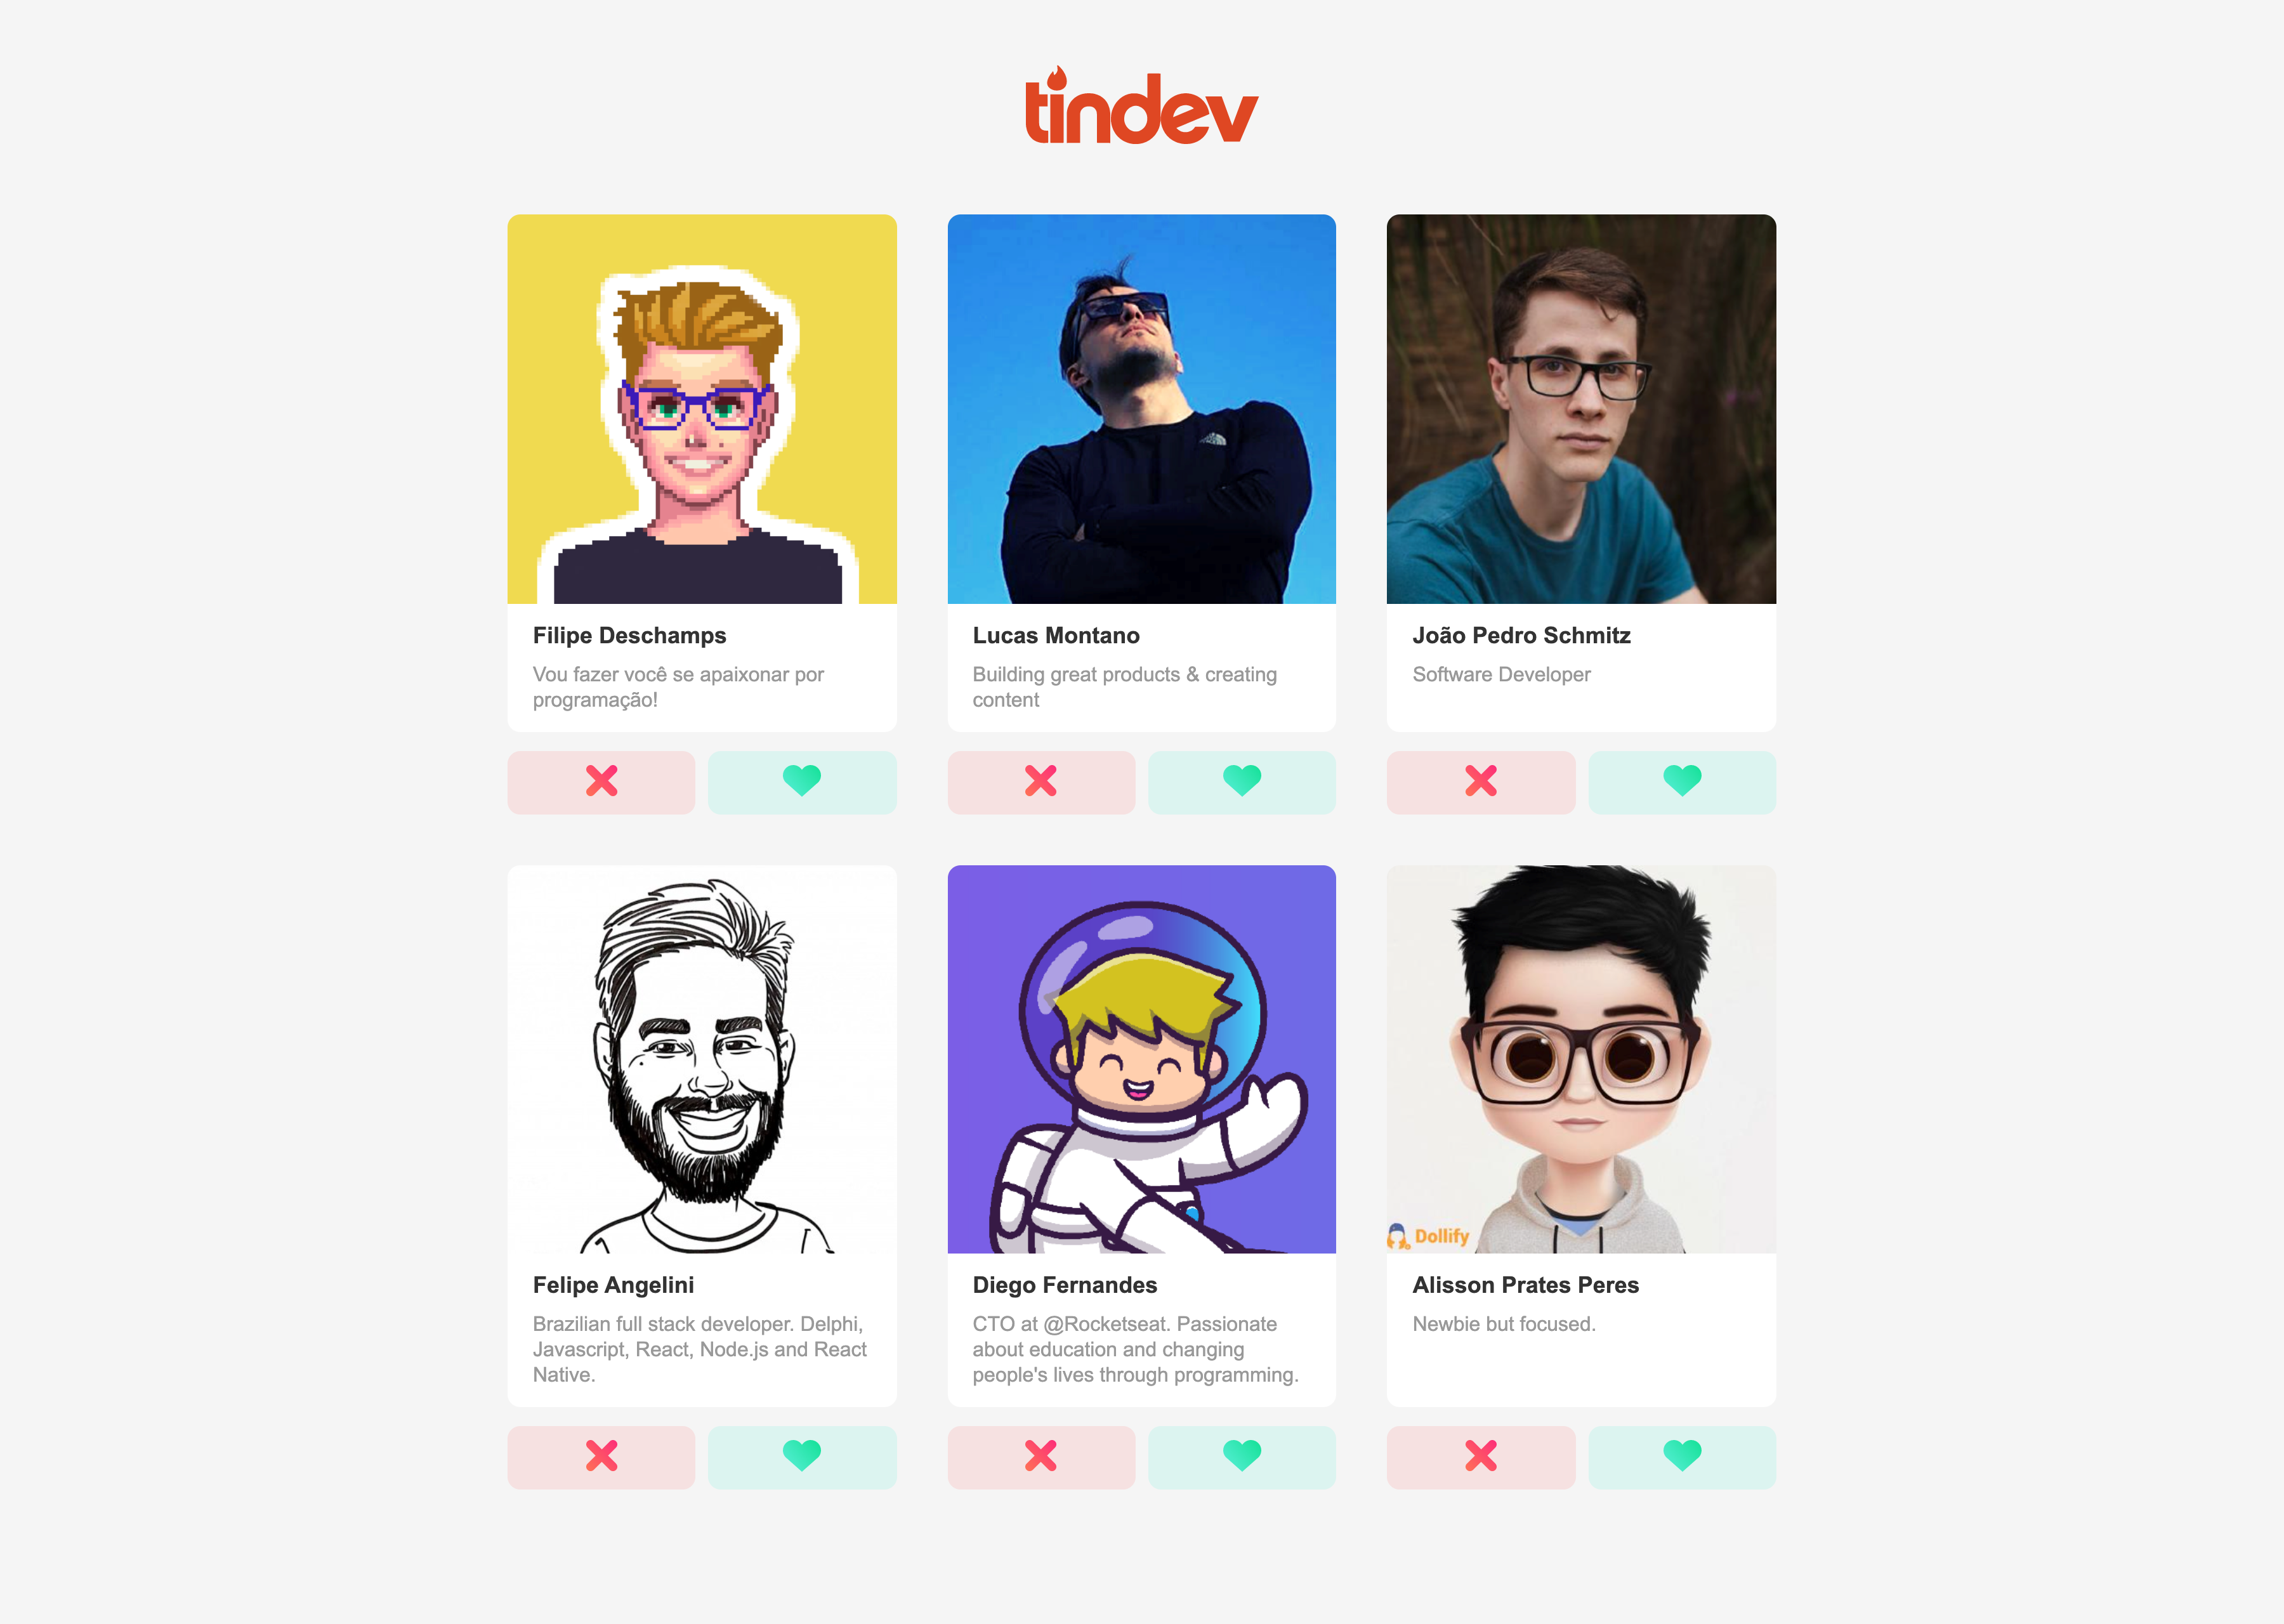 tindev
Filipe Deschamps
Vou fazer você se apaixonar por
programação!
Lucas Montano
Building great products & creating
content
João Pedro Schmitz
Software Developer
Felipe Angelini
Brazilian full stack developer. Delphi,
Javascript, React, Node.js and React
Native.
Diego Fernandes
CTO at @Rocketseat. Passionate
about education and changing
people's lives through programming.
Dollify
Alisson Prates Peres
Newbie but focused.